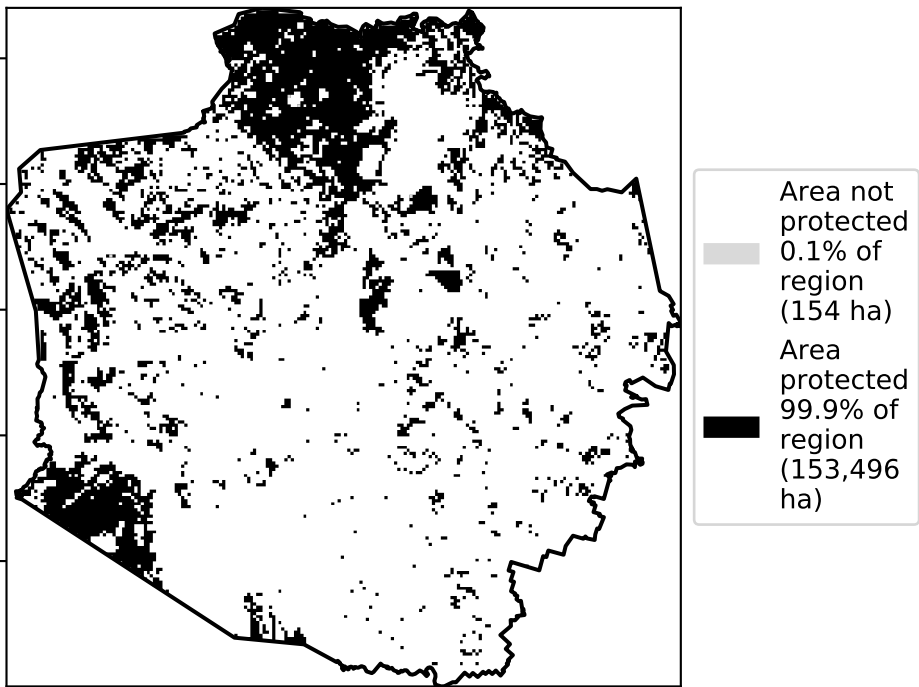 Area not
protected
0.1% of
region
(154 ha)
Area
protected
99.9% of
region
(153,496
ha)